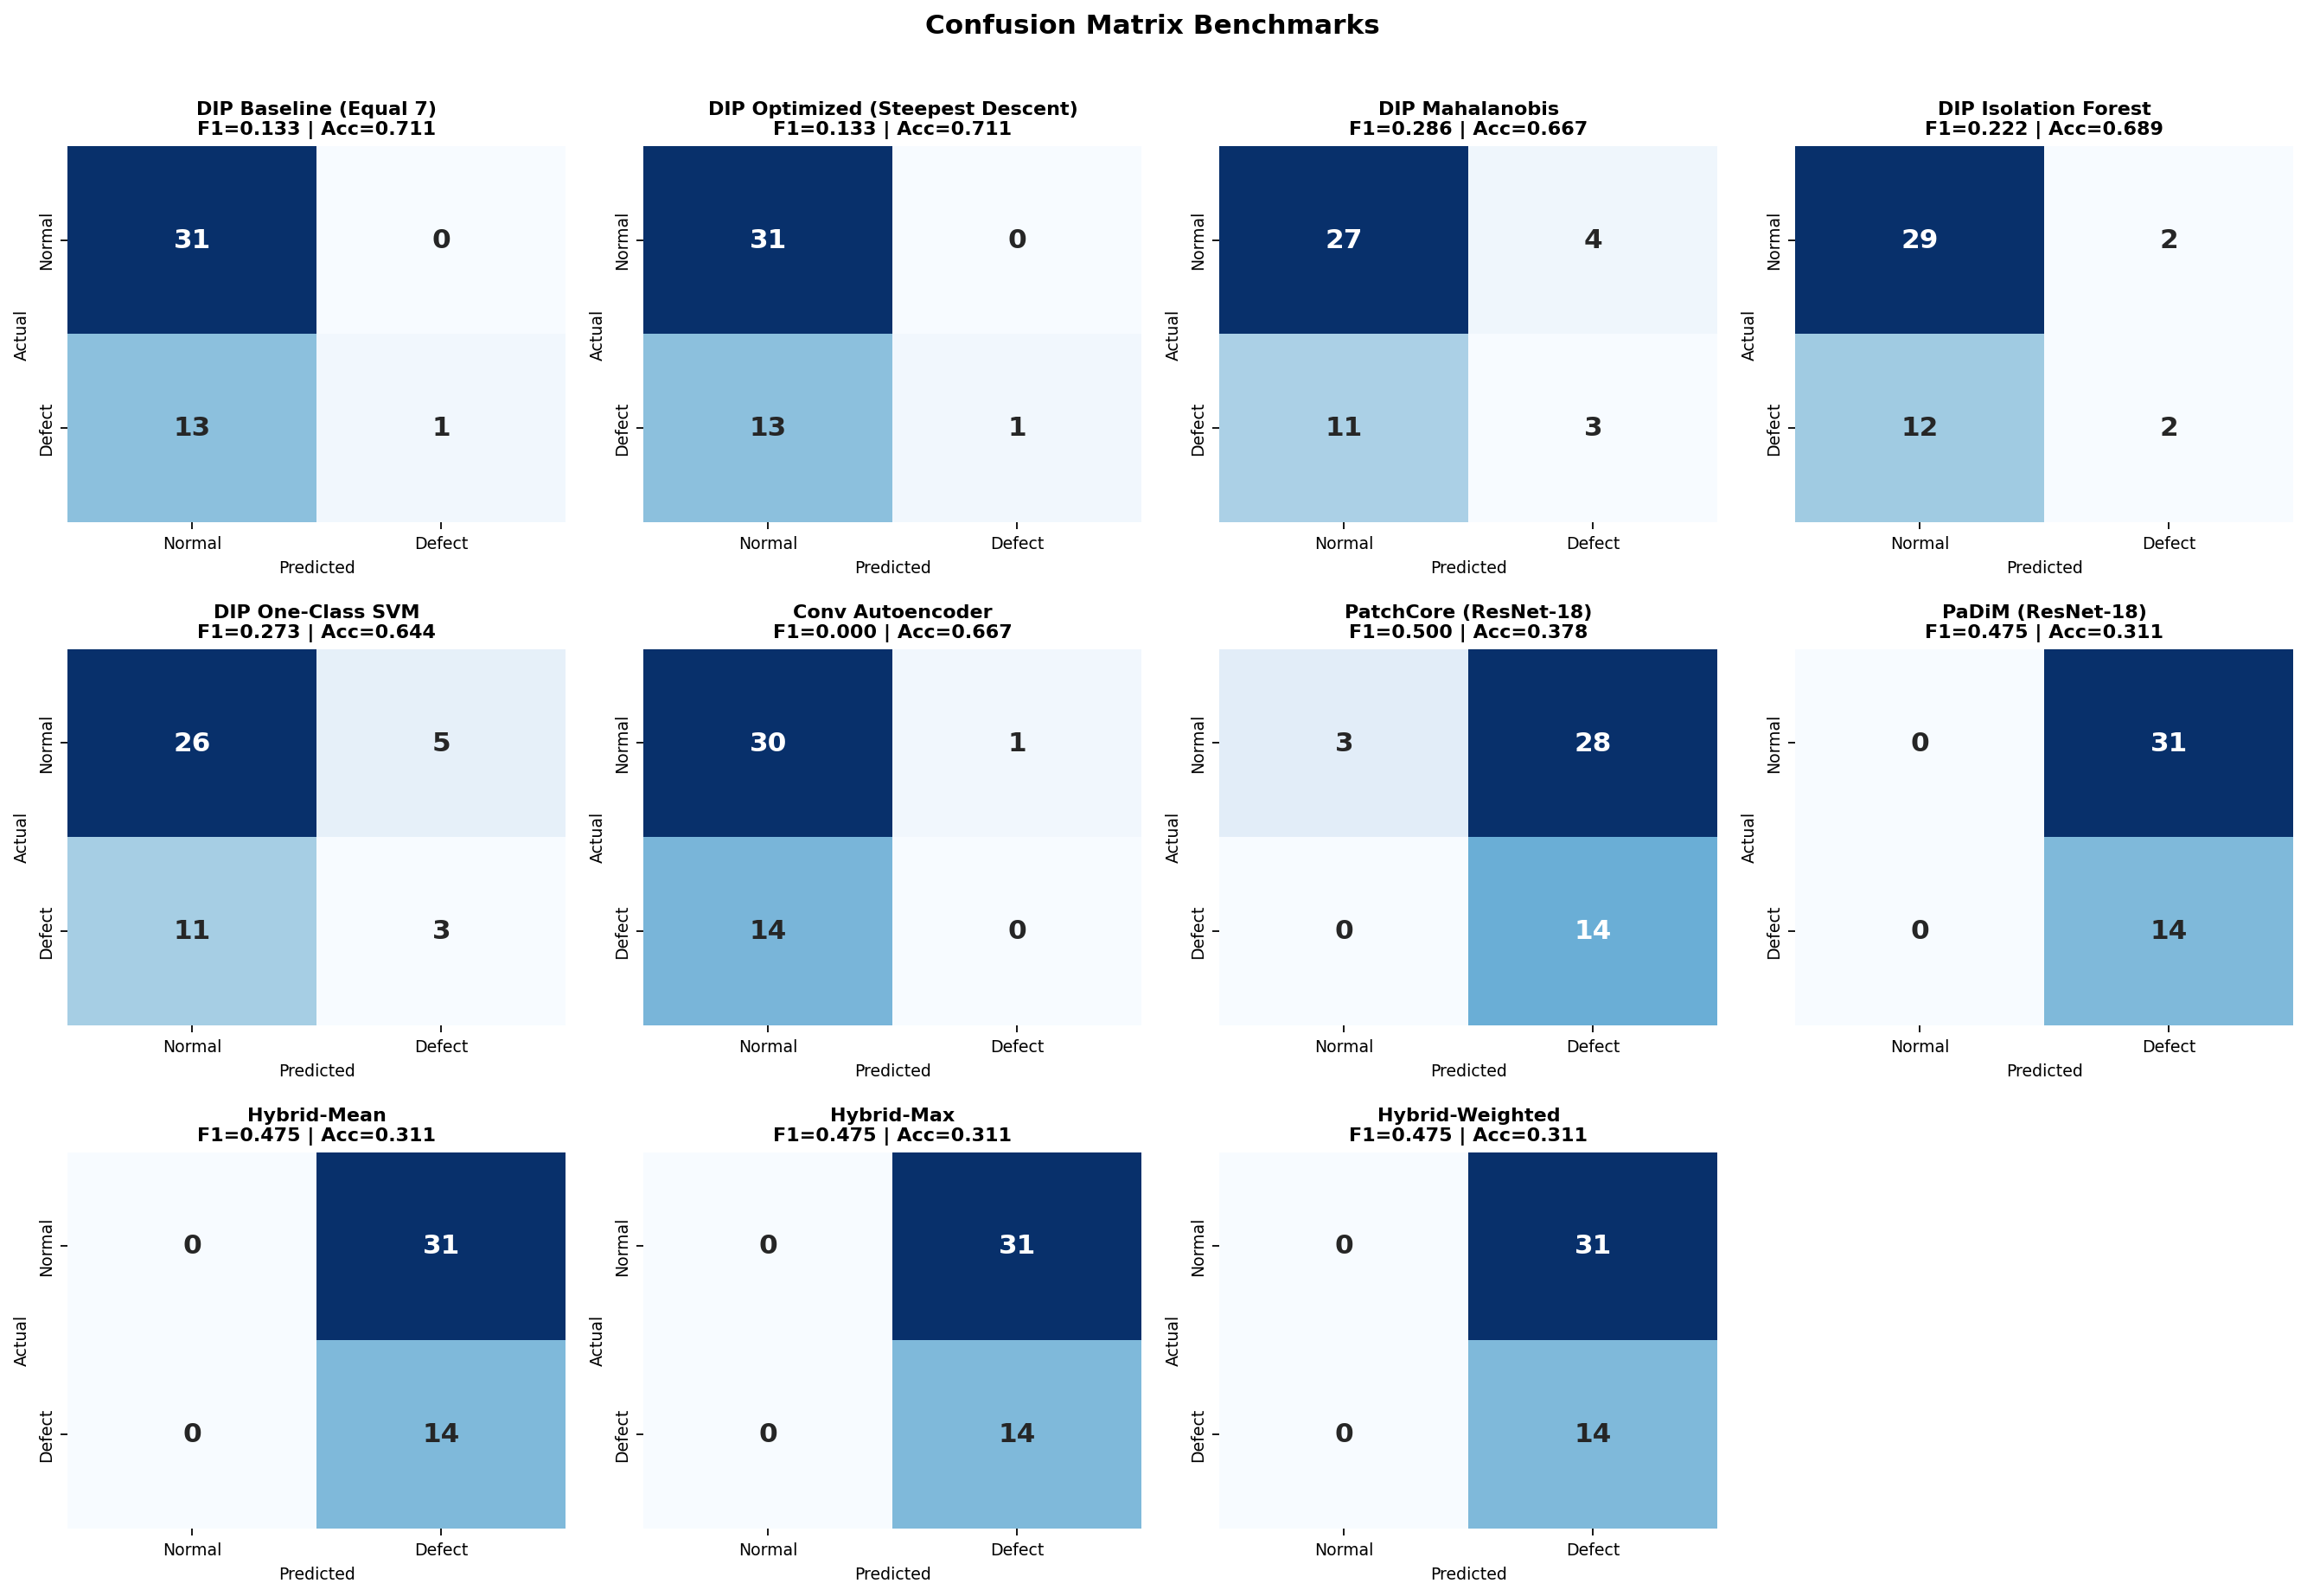 Confusion Matrix Benchmarks
DIP Baseline (Equal 7)
F1=0.133 | Acc=0.711
Actual
Normal
31
0
Defect
13
1
Normal
Defect
Predicted
DIP Optimized (Steepest Descent)
F1=0.133 | Acc=0.711
Actual
Normal
31
0
Defect
13
1
Normal
Defect
Predicted
DIP Mahalanobis
F1=0.286 | Acc=0.667
Actual
Normal
27
4
Defect
11
3
Normal
Defect
Predicted
DIP Isolation Forest
F1=0.222 | Acc=0.689
Actual
Normal
29
2
Defect
12
2
Normal
Defect
Predicted
DIP One-Class SVM
F1=0.273 | Acc=0.644
Actual
Normal
26
5
Defect
11
3
Normal
Defect
Predicted
Conv Autoencoder
F1=0.000 | Acc=0.667
Actual
Normal
30
1
Defect
14
0
Normal
Defect
Predicted
PatchCore (ResNet-18)
F1=0.500 | Acc=0.378
Actual
Normal
3
28
Defect
0
14
Normal
Defect
Predicted
PaDiM (ResNet-18)
F1=0.475 | Acc=0.311
Actual
Normal
0
31
Defect
0
14
Normal
Defect
Predicted
Hybrid-Mean
F1=0.475 | Acc=0.311
Actual
Normal
0
31
Defect
0
14
Normal
Defect
Predicted
Hybrid-Max
F1=0.475 | Acc=0.311
Actual
Normal
0
31
Defect
0
14
Normal
Defect
Predicted
Hybrid-Weighted
F1=0.475 | Acc=0.311
Actual
Normal
0
31
Defect
0
14
Normal
Defect
Predicted